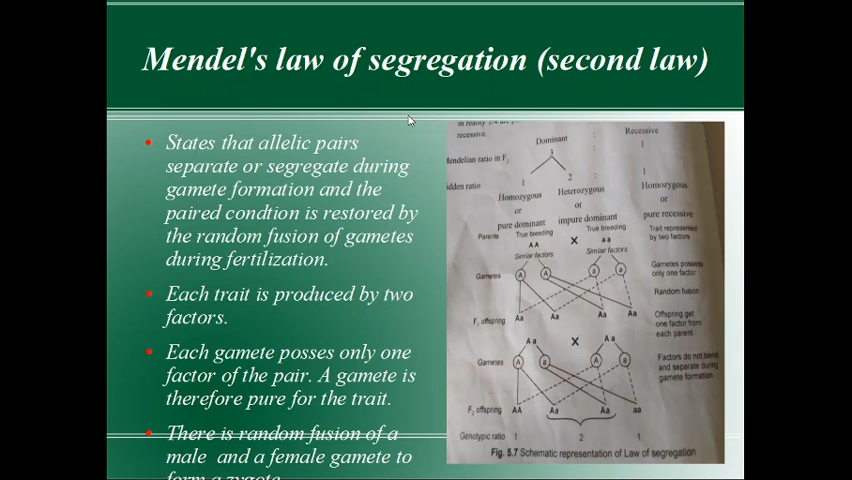 Mendel's law of segregation (second law)
States that allelic pairs
separate or segregate during
gamete formation and the
paired condtion is restored by
the random fusion of gametes
during fertilization.
Each trait is produced by two
factors.
Each gamete posses only one
factor of the pair. A gamete is
therefore pure for the trait.
There is random fusion of a
male and a female gamete to
form a zygote
recessive.
Dominant : Recessive
Mendelian ratio in F2 3 : 1
idden ratio 1 : 2 : 1
Homozygous Heterozygous Homozygous
or or or
pure dominant impure dominant pure recessive
Parents True breeding True breeding Trait represented
AA X aa by two factors
Similar factors Similar factors
Gametes A A a a Gametes possess
only one factor
Random fusion
F1 offspring Aa Aa Aa Aa Offspring get
one factor from
each parent
Aa X Aa
Gametes A a A a Factors do not blend
and separate during
gamete formation
F2 offspring AA Aa Aa aa
Genotypic ratio 1 2 1
Fig. 5.7 Schematic representation of Law of segregation